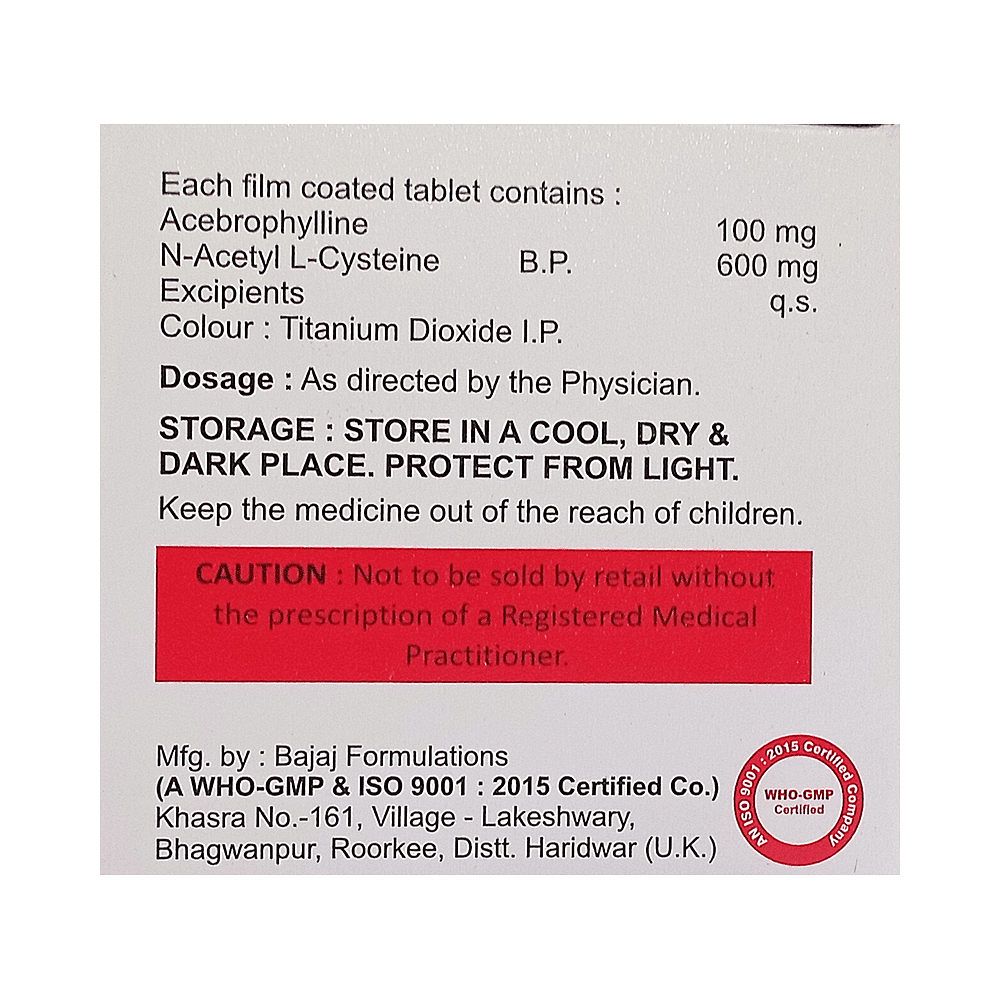 Each film coated tablet contains :
Acebrophylline 100 mg
N-Acetyl L-Cysteine B.P. 600 mg
Excipients q.s.
Colour : Titanium Dioxide I.P.
Dosage : As directed by the Physician.
STORAGE : STORE IN A COOL, DRY &
DARK PLACE. PROTECT FROM LIGHT.
Keep the medicine out of the reach of children.
CAUTION : Not to be sold by retail without
the prescription of a Registered Medical
Practitioner.
Mfg. by : Bajaj Formulations
(A WHO-GMP & ISO 9001 : 2015 Certified Co.)
Khasra No.-161, Village - Lakeshwary,
Bhagwanpur, Roorkee, Distt. Haridwar (U.K.)
AN ISO 9001 : 2015 Certified Company
WHO-GMP
Certified